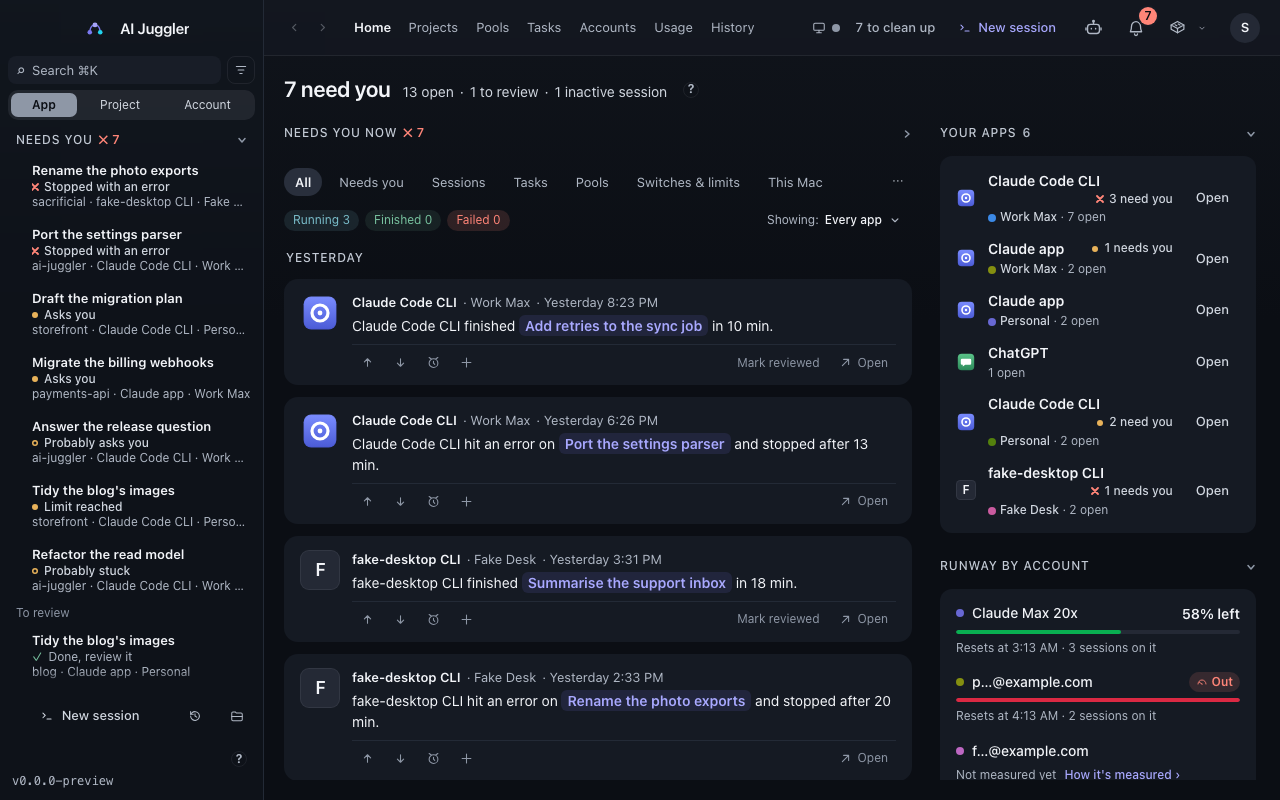 AI Juggler
Search ⌘K
App Project Account
NEEDS YOU 7
Rename the photo exports
Stopped with an error
sacrificial · fake-desktop CLI · Fake ...
Port the settings parser
Stopped with an error
ai-juggler · Claude Code CLI · Work ...
Draft the migration plan
Asks you
storefront · Claude Code CLI · Perso...
Migrate the billing webhooks
Asks you
payments-api · Claude app · Work Max
Answer the release question
Probably asks you
ai-juggler · Claude Code CLI · Work ...
Tidy the blog's images
Limit reached
storefront · Claude Code CLI · Perso...
Refactor the read model
Probably stuck
ai-juggler · Claude Code CLI · Work ...
To review
Tidy the blog's images
Done, review it
blog · Claude app · Personal
New session
?
v0.0.0-preview
Home Projects Pools Tasks Accounts Usage History
7 to clean up
New session
7
S
7 need you 13 open · 1 to review · 1 inactive session ?
NEEDS YOU NOW 7
All Needs you Sessions Tasks Pools Switches & limits This Mac ...
Running 3 Finished 0 Failed 0
Showing: Every app
YESTERDAY
Claude Code CLI · Work Max · Yesterday 8:23 PM
Claude Code CLI finished Add retries to the sync job in 10 min.
Mark reviewed Open
Claude Code CLI · Work Max · Yesterday 6:26 PM
Claude Code CLI hit an error on Port the settings parser and stopped after 13
min.
Open
F
fake-desktop CLI · Fake Desk · Yesterday 3:31 PM
fake-desktop CLI finished Summarise the support inbox in 18 min.
Mark reviewed Open
F
fake-desktop CLI · Fake Desk · Yesterday 2:33 PM
fake-desktop CLI hit an error on Rename the photo exports and stopped after 20
min.
Open
YOUR APPS 6
Claude Code CLI
3 need you
Work Max · 7 open
Open
Claude app 1 needs you
Work Max · 2 open
Open
Claude app
Personal · 2 open
Open
ChatGPT
1 open
Open
Claude Code CLI
2 need you
Personal · 2 open
Open
F
fake-desktop CLI
1 needs you
Fake Desk · 2 open
Open
RUNWAY BY ACCOUNT
Claude Max 20x 58% left
Resets at 3:13 AM · 3 sessions on it
p...@example.com Out
Resets at 4:13 AM · 2 sessions on it
f...@example.com
Not measured yet How it's measured ›